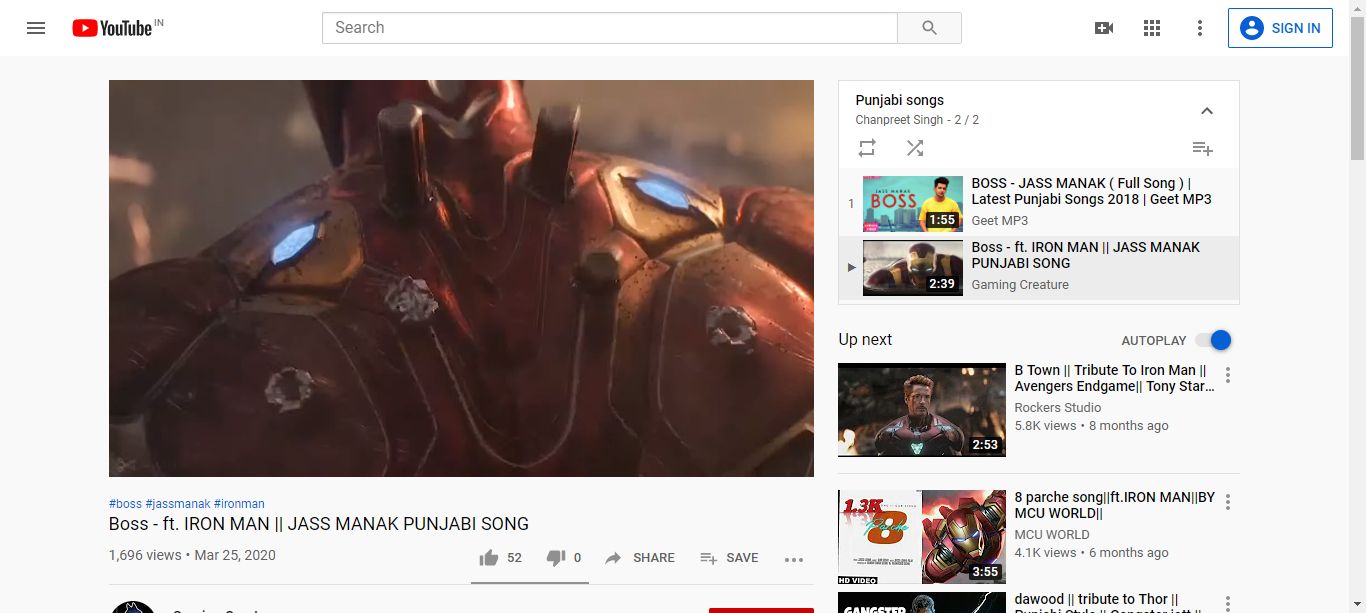 YouTube IN
Search
SIGN IN
Punjabi songs
Chanpreet Singh - 2 / 2
1
JASS MANAK
BOSS
1:55
BOSS - JASS MANAK ( Full Song ) |
Latest Punjabi Songs 2018 | Geet MP3
Geet MP3
2:39
Boss - ft. IRON MAN || JASS MANAK
PUNJABI SONG
Gaming Creature
#boss #jassmanak #ironman
Boss - ft. IRON MAN || JASS MANAK PUNJABI SONG
1,696 views • Mar 25, 2020
52
0
SHARE
SAVE
Up next
AUTOPLAY
2:53
B Town || Tribute To Iron Man ||
Avengers Endgame|| Tony Star...
Rockers Studio
5.8K views • 8 months ago
1.3K
8
Parche
HD VIDEO
3:55
8 parche song||ft.IRON MAN||BY
MCU WORLD||
MCU WORLD
4.1K views • 6 months ago
GANGSTER
dawood || tribute to Thor ||